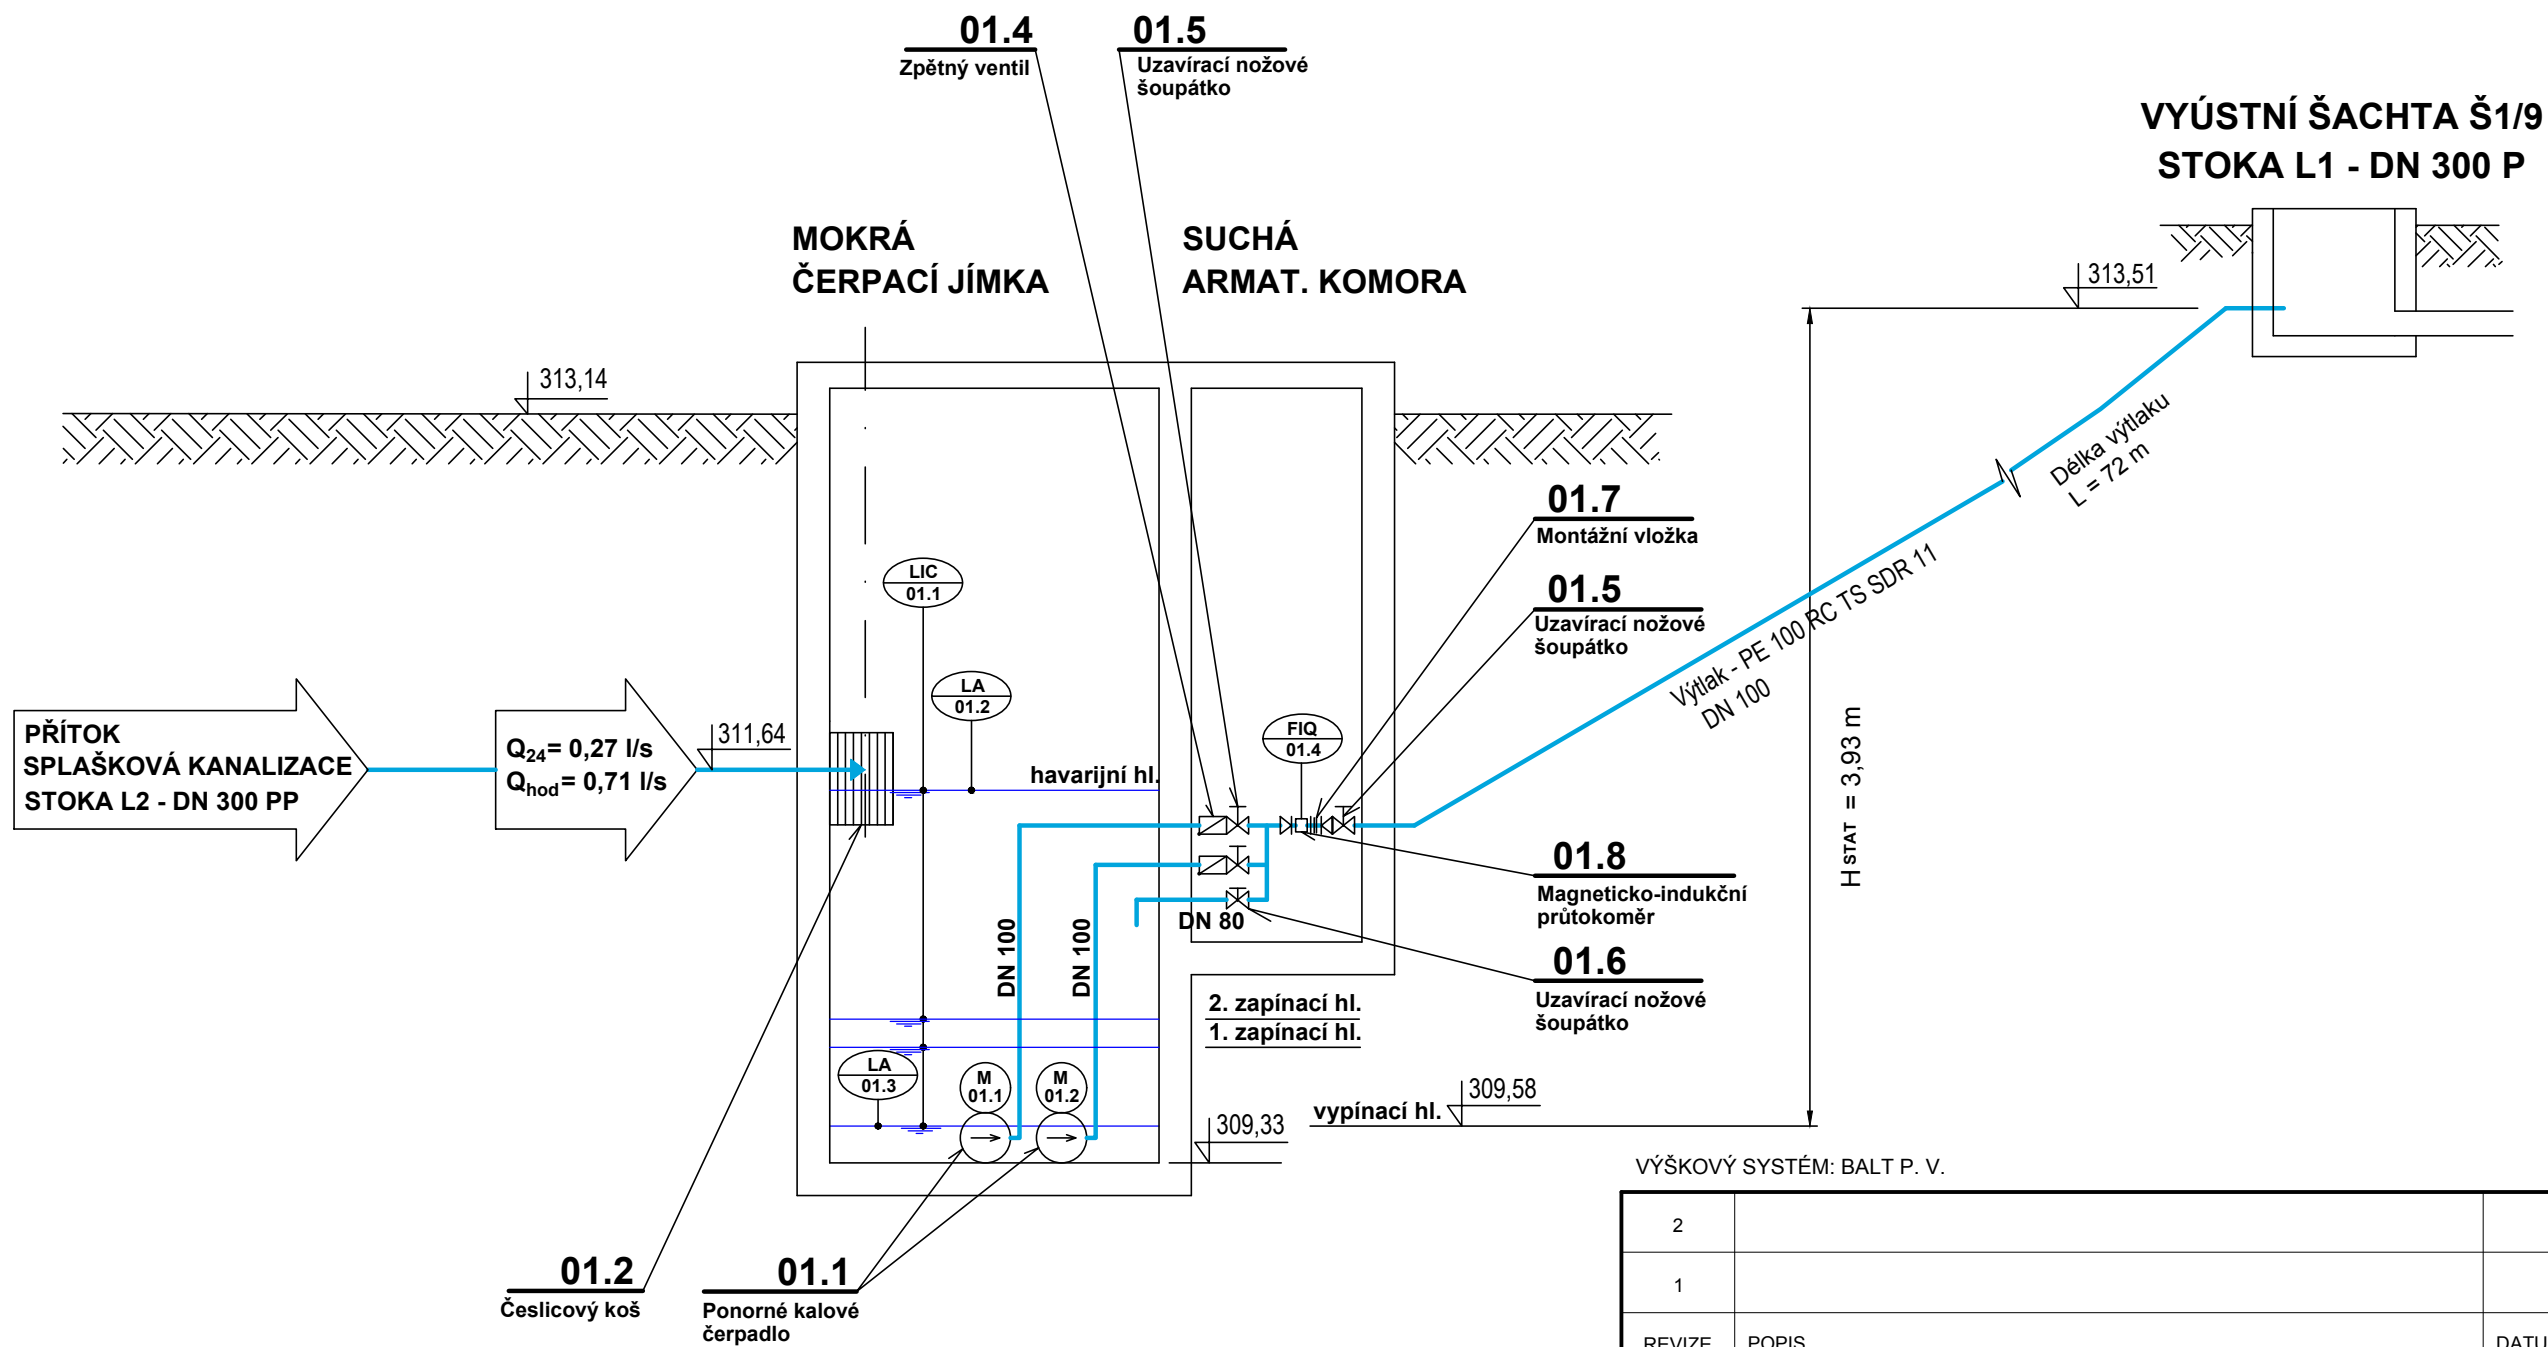 01.4
Zpětný ventil
01.5
Uzavírací nožové
šoupátko
VYÚSTNÍ ŠACHTA Š1/9
STOKA L1 - DN 300 P
MOKRÁ
ČERPACÍ JÍMKA
SUCHÁ
ARMAT. KOMORA
313,51
313,14
Délka výtlaku
L = 72 m
01.7
Montážní vložka
LIC
01.1
01.5
Uzavírací nožové
šoupátko
Výtlak - PE 100 RC TS SDR 11
DN 100
LA
01.2
FIQ
01.4
PŘÍTOK
SPLAŠKOVÁ KANALIZACE
STOKA L2 - DN 300 PP
Q24= 0,27 l/s
Qhod= 0,71 l/s
311,64
havarijní hl.
H STAT = 3,93 m
01.8
Magneticko-indukční
průtokoměr
DN 80
DN 100
DN 100
01.6
Uzavírací nožové
šoupátko
2. zapínací hl.
1. zapínací hl.
LA
01.3
M
01.1
M
01.2
309,58
vypínací hl.
309,33
VÝŠKOVÝ SYSTÉM: BALT P. V.
2
1
REVIZE
POPIS
DATU
01.2
Česlicový koš
01.1
Ponorné kalové
čerpadlo